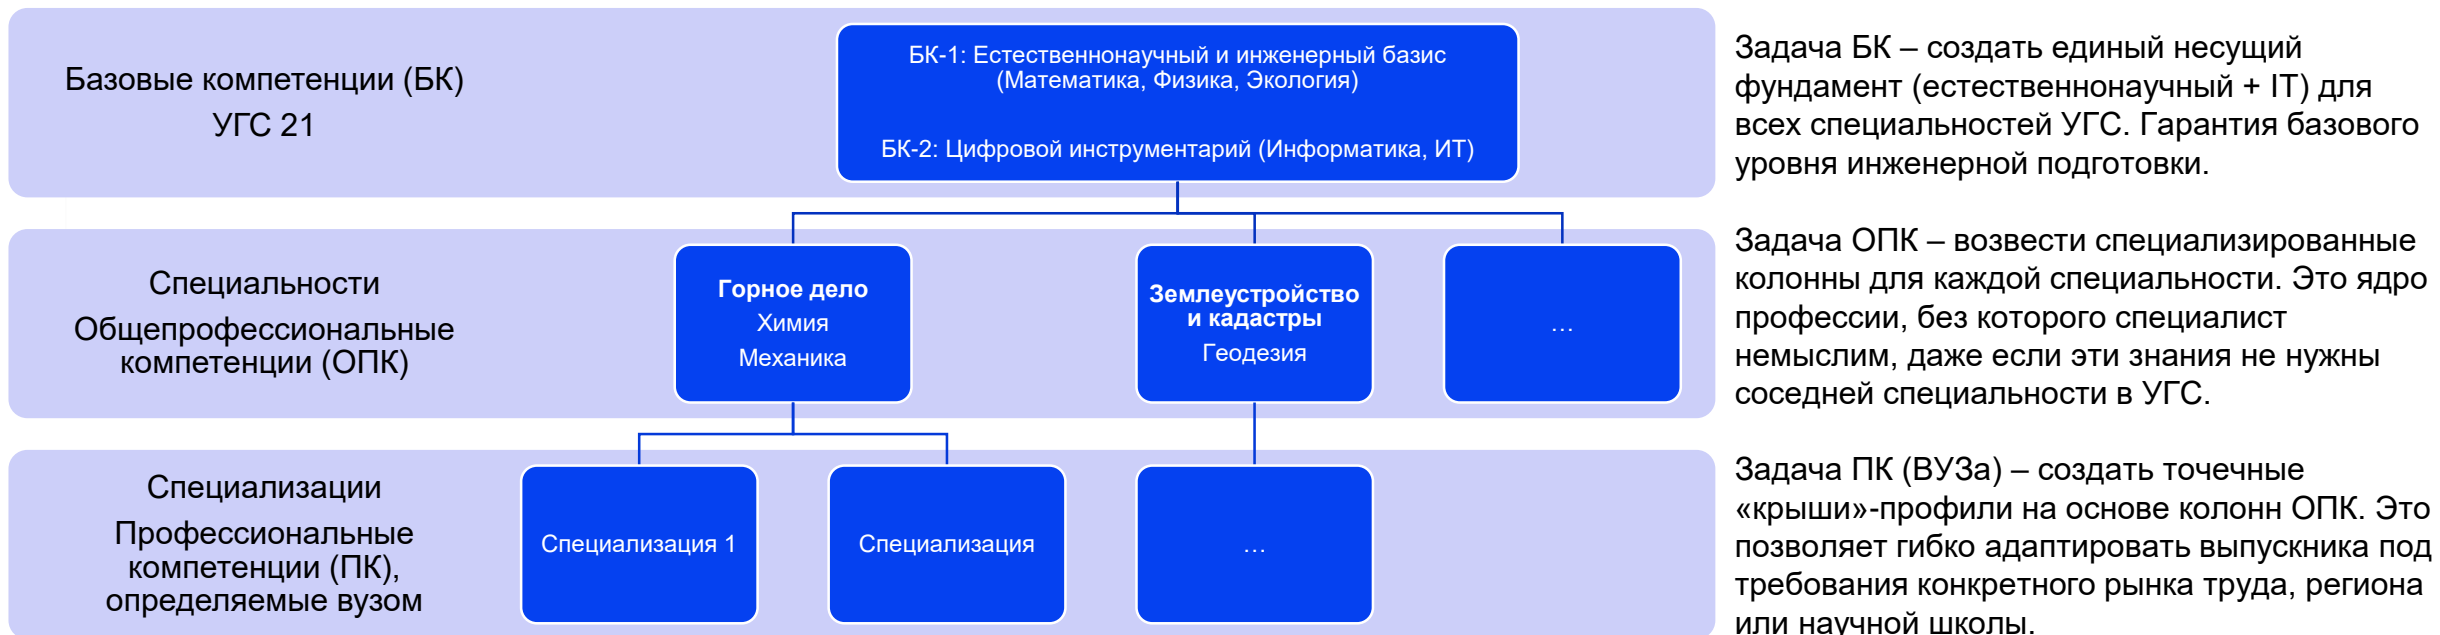 Базовые компетенции (БК)
УГС 21
БК-1: Естественнонаучный и инженерный базис
(Математика, Физика, Экология)
БК-2: Цифровой инструментарий (Информатика, ИТ)
Задача БК – создать единый несущий
фундамент (естественнонаучный + IT) для
всех специальностей УГС. Гарантия базового
уровня инженерной подготовки.
Специальности
Общепрофессиональные
компетенции (ОПК)
Горное дело
Химия
Механика
Землеустройство
и кадастры
Геодезия
…
Задача ОПК – возвести специализированные
колонны для каждой специальности. Это ядро
профессии, без которого специалист
немыслим, даже если эти знания не нужны
соседней специальности в УГС.
Специализации
Профессиональные
компетенции (ПК),
определяемые вузом
Специализация 1
Специализация
…
Задача ПК (ВУЗа) – создать точечные
«крыши»-профили на основе колонн ОПК. Это
позволяет гибко адаптировать выпускника под
требования конкретного рынка труда, региона
или научной школы.